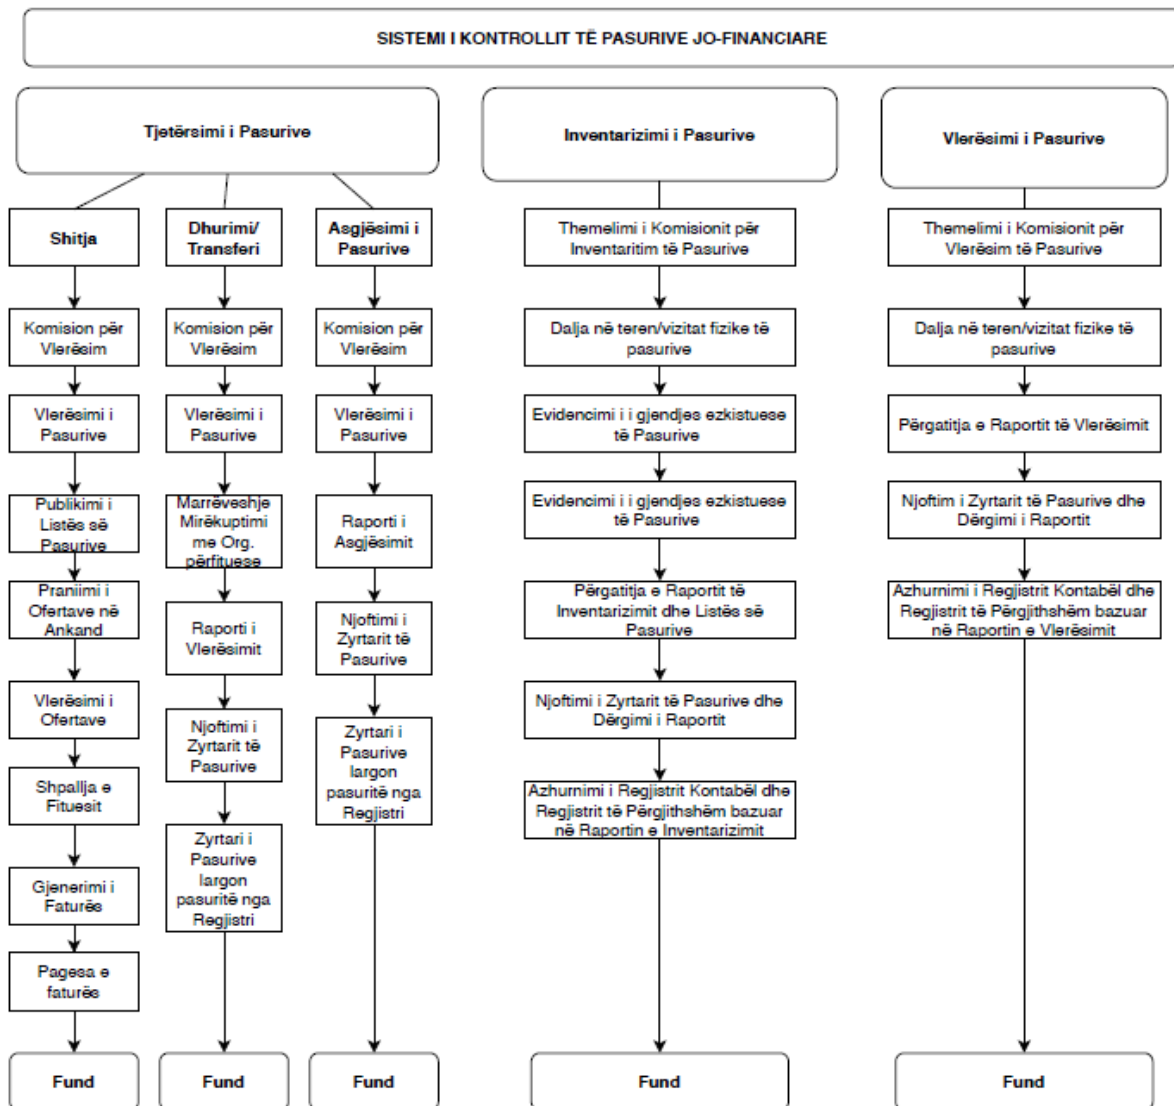 SISTEMI I KONTROLLIT TË PASURIVE JO-FINANCIARE
Tjetërsimi i Pasurive
Shitja
Komision për
Vlerësim
Vlerësimi i
Pasurive
Publikimi i
Listës së
Pasurive
Praniimi i
Ofertave në
Ankand
Vlerësimi i
Ofertave
Shpallja e
Fituesit
Gjenerimi i
Faturës
Pagesa e
faturës
Fund
Dhurimi/
Transferi
Komision për
Vlerësim
Vlerësimi i
Pasurive
Marrëveshje
Mirëkuptimi
me Org.
përfituese
Raporti i
Vlerësimit
Njoftimi i
Zyrtarit të
Pasurive
Zyrtari i
Pasurive
largon
pasuritë nga
Regjistri
Fund
Asgjësimi i
Pasurive
Komision për
Vlerësim
Vlerësimi i
Pasurive
Raporti i
Asgjësimit
Njoftimi i
Zyrtarit të
Pasurive
Zyrtari i
Pasurive
largon
pasuritë nga
Regjistri
Fund
Inventarizimi i Pasurive
Themelimi i Komisionit për
Inventaritim të Pasurive
Dalja në teren/vizitat fizike të
pasurive
Evidencimi i i gjendjes ezkistuese
të Pasurive
Evidencimi i i gjendjes ezkistuese
të Pasurive
Përgatitja e Raportit të
Inventarizimit dhe Listës së
Pasurive
Njoftimi i Zyrtarit të Pasurive dhe
Dërgimi i Raportit
Azhurnimi i Regjistrit Kontabël dhe
Regjistrit të Përgjithshëm bazuar
në Raportin e Inventarizimit
Fund
Vlerësimi i Pasurive
Themelimi i Komisionit për
Vlerësim të Pasurive
Dalja në teren/vizitat fizike të
pasurive
Përgatitja e Raportit të Vlerësimit
Njoftim i Zyrtarit të Pasurive dhe
Dërgimi i Raportit
Azhurnimi i Regjistrit Kontabël dhe
Regjistrit të Përgjithshëm bazuar
në Raportin e Vlerësimit
Fund